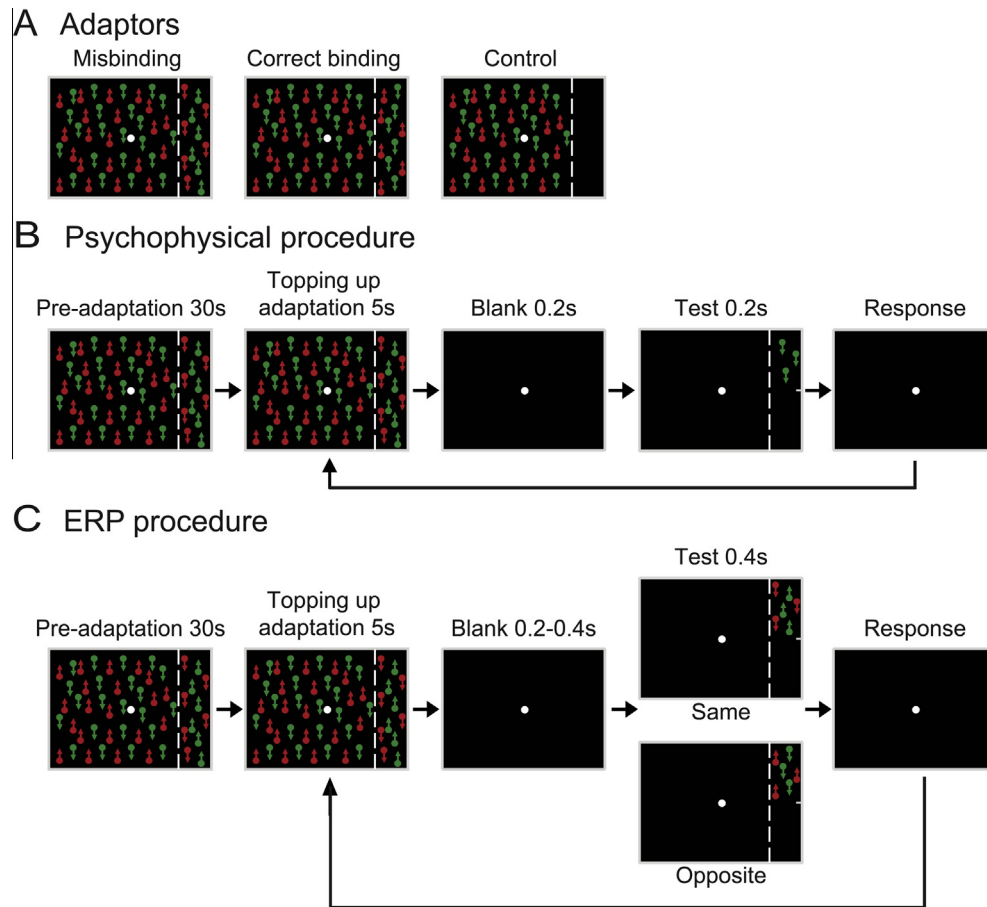 A Adaptors
Misbinding Correct binding Control
B Psychophysical procedure
Pre-adaptation 30s
Topping up
adaptation 5s
Blank 0.2s
Test 0.2s
Response
C ERP procedure
Pre-adaptation 30s
Topping up
adaptation 5s
Blank 0.2-0.4s
Test 0.4s
Same
Opposite
Response